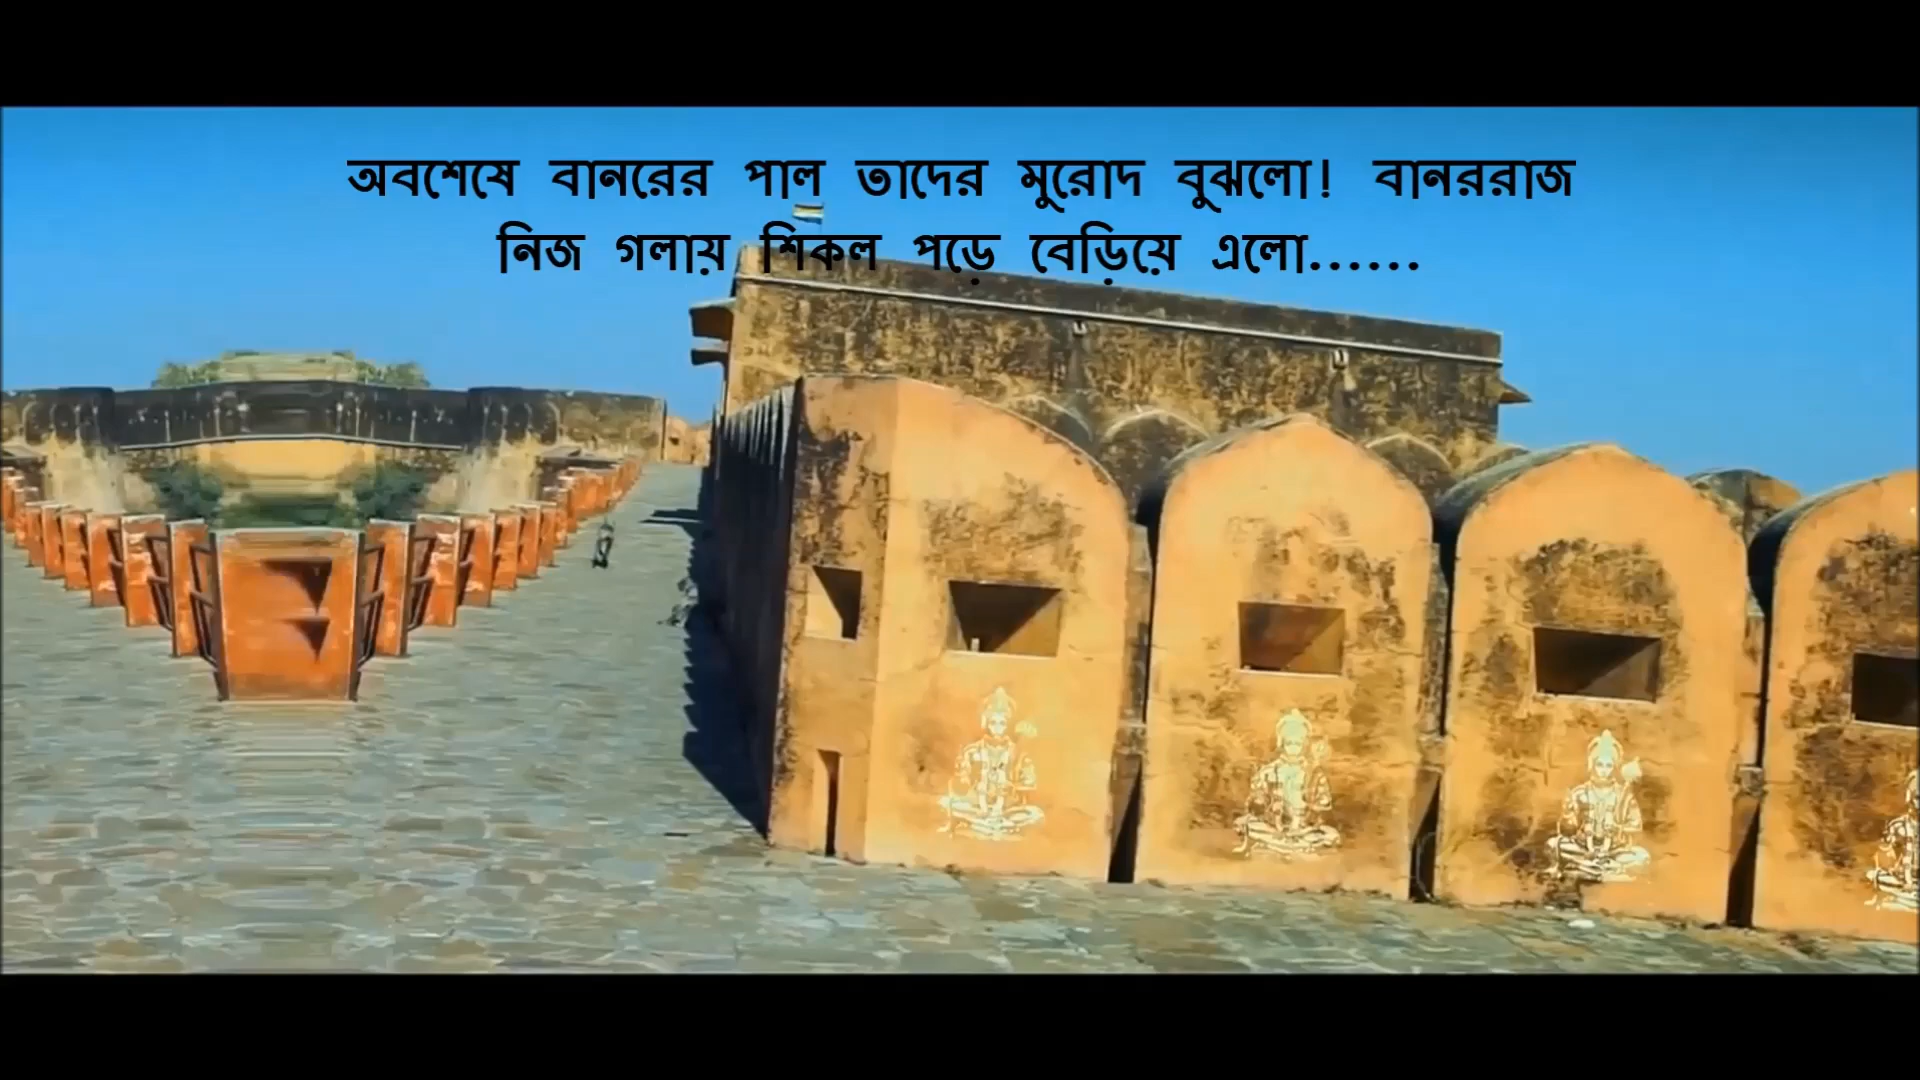 অবশেষে বানরের পাল তাদের মুরোদ বুঝলো! বানররাজ
নিজ গলায় শিকল পড়ে বেড়িয়ে এলো......